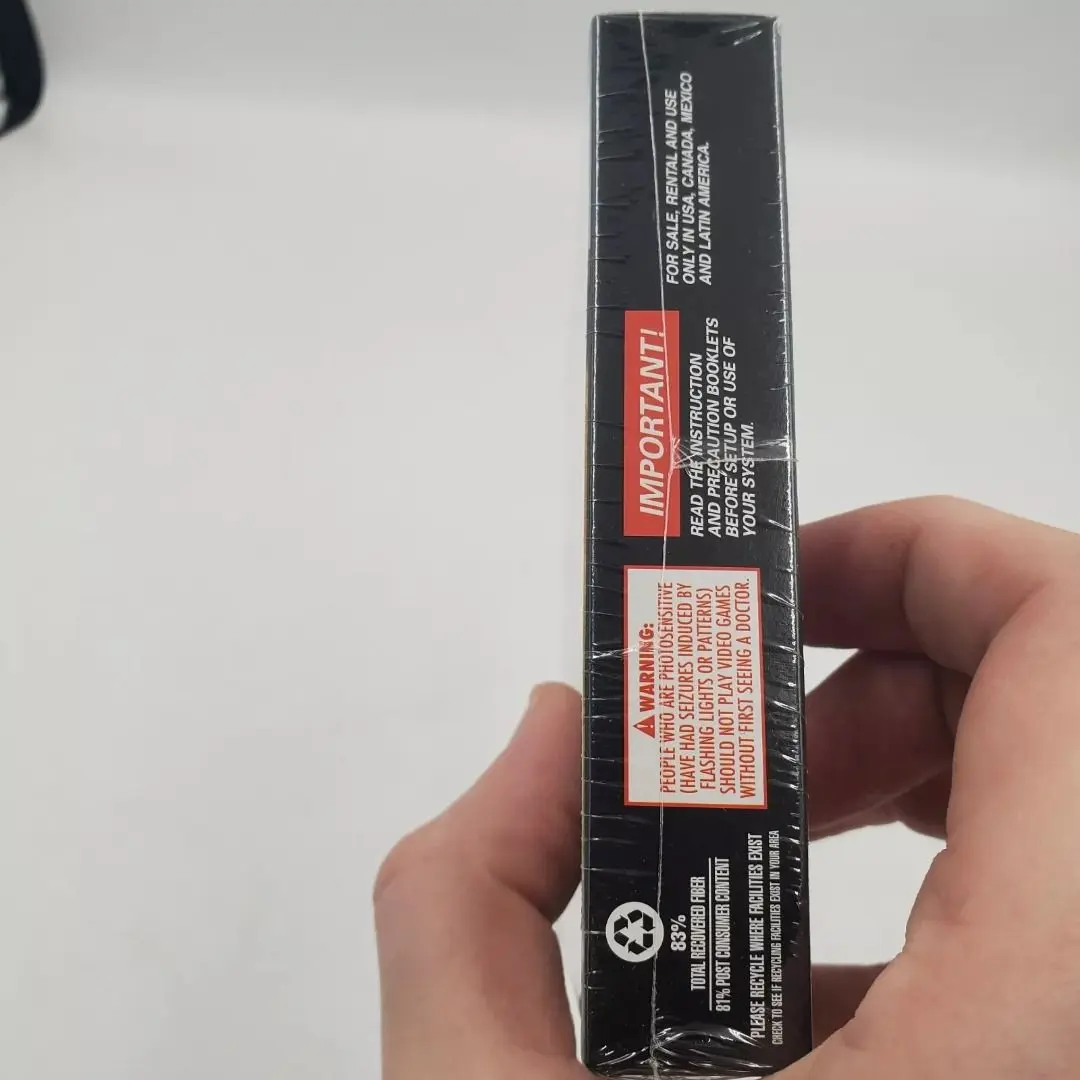 83%
TOTAL RECOVERED FIBER
81% POST CONSUMER CONTENT
PLEASE RECYCLE WHERE FACILITIES EXIST
CHECK TO SEE IF RECYCLING FACILITIES EXIST IN YOUR AREA
⚠WARNING:
PEOPLE WHO ARE PHOTOSENSITIVE
(HAVE HAD SEIZURES INDUCED BY
FLASHING LIGHTS OR PATTERNS)
SHOULD NOT PLAY VIDEO GAMES
WITHOUT FIRST SEEING A DOCTOR.
IMPORTANT!
READ THE INSTRUCTION
AND PRECAUTION BOOKLETS
BEFORE SETUP OR USE OF
YOUR SYSTEM.
FOR SALE, RENTAL AND USE
ONLY IN USA, CANADA, MEXICO
AND LATIN AMERICA.